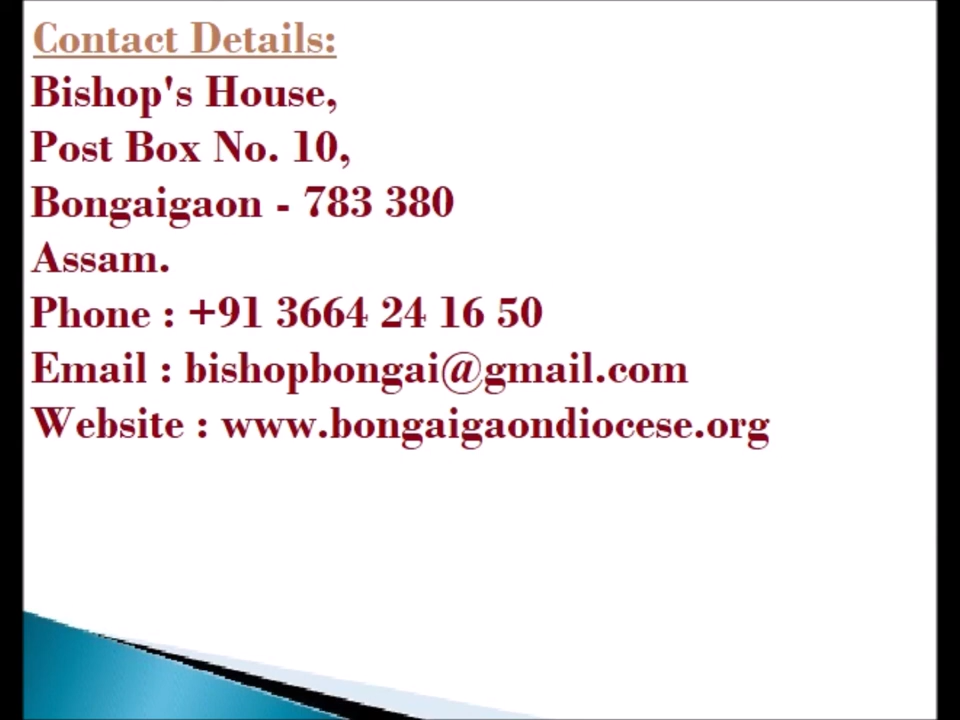 Contact Details:
Bishop's House,
Post Box No. 10,
Bongaigaon - 783 380
Assam.
Phone : +91 3664 24 16 50
Email : bishopbongai@gmail.com
Website : www.bongaigaondiocese.org